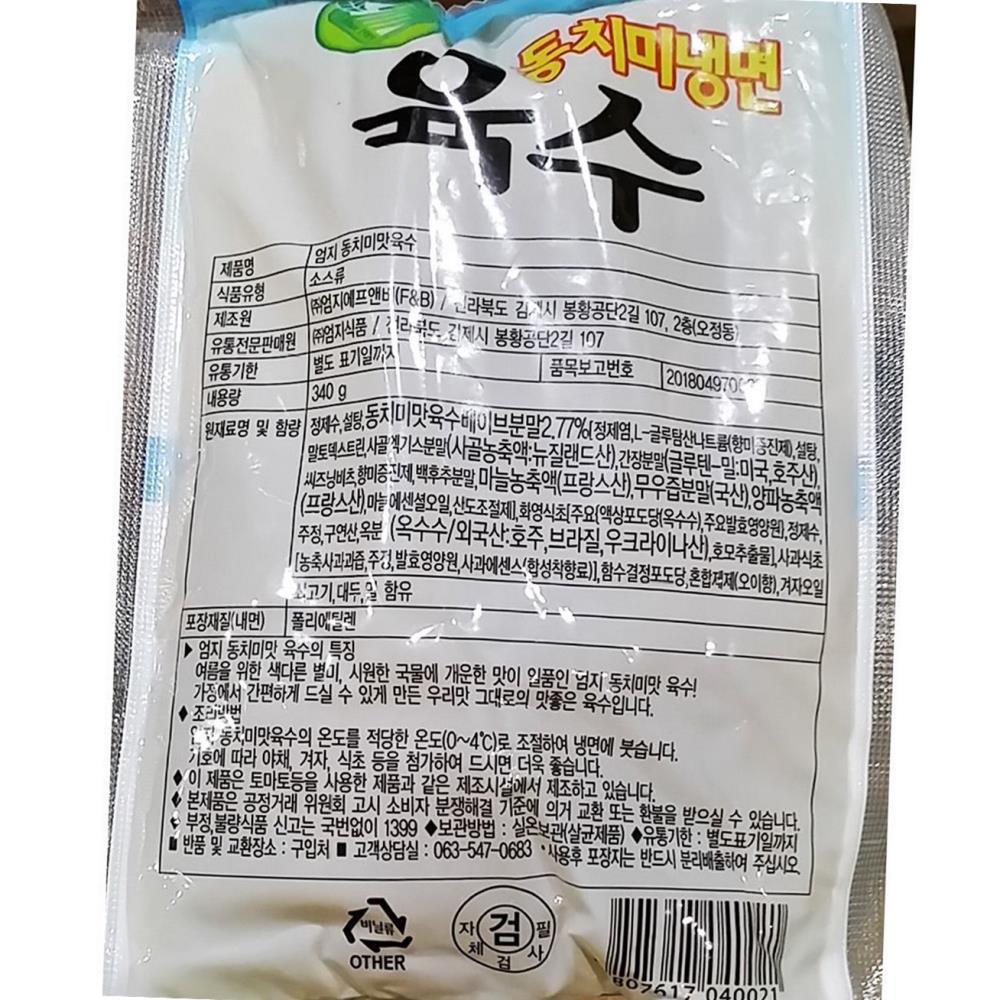 동치미냉면
육수
제품명 엄지 동치미맛육수
식품유형 소스류
제조원 ㈜엄지에프앤비(F&B) / 전라북도 김제시 봉황공단2길 107, 2층(오정동)
유통전문판매원 ㈜엄지식품 / 전라북도 김제시 봉황공단2길 107
유통기한 별도 표기일까지 품목보고번호 201804970
내용량 340 g
원재료명 및 함량 정제수,설탕,동치미맛육수베이브분말2.77%[정제염,L-글루탐산나트륨(향미증진제),설탕,
말토덱스트린,사골엑기스분말(사골농축액:뉴질랜드산),간장분말(글루텐-밀:미국,호주산),
씨즈닝비츠,향미증진제,백후추분말,마늘농축액(프랑스산),무우즙분말(국산),양파농축액
(프랑스산),마늘에센셜오일,산도조절제],화영식초[주요(액상포도당(옥수수),주요발효영양원),정제수,
주정,구연산,옥분 (옥수수/외국산:호주,브라질,우크라이나산),호모추출물],사과식초
[농축사과과즙,주정,발효영양원,사과에센스(합성착향료)],함수결정포도당,혼합제제(오이향),겨자오일
쇠고기,대두,밀 함유
포장재질(내면) 폴리에틸렌
▶ 엄지 동치미맛 육수의 특징
여름을 위한 색다른 별미, 시원한 국물에 개운한 맛이 일품인 엄지 동치미맛 육수!
가정에서 간편하게 드실 수 있게 만든 우리맛 그대로의 맛좋은 육수입니다.
◆ 조리방법
엄지 동치미맛육수의 온도를 적당한 온도(0~4℃)로 조절하여 냉면에 붓습니다.
기호에 따라 야채, 겨자, 식초 등을 첨가하여 드시면 더욱 좋습니다.
◆ 이 제품은 토마토등을 사용한 제품과 같은 제조시설에서 제조하고 있습니다.
◆ 본제품은 공정거래 위원회 고시 소비자 분쟁해결 기준에 의거 교환 또는 환불을 받으실 수 있습니다.
◆ 부정,불량식품 신고는 국번없이 1399 ◆보관방법 : 실온보관(살균제품) ◆유통기한 : 별도표기일까지
■ 반품 및 교환장소 : 구입처 ■ 고객상담실 : 063-547-0683 *사용후 포장지는 반드시 분리배출하여 주십시오.
비닐류
OTHER
자체 검 필
검사
807617 040021